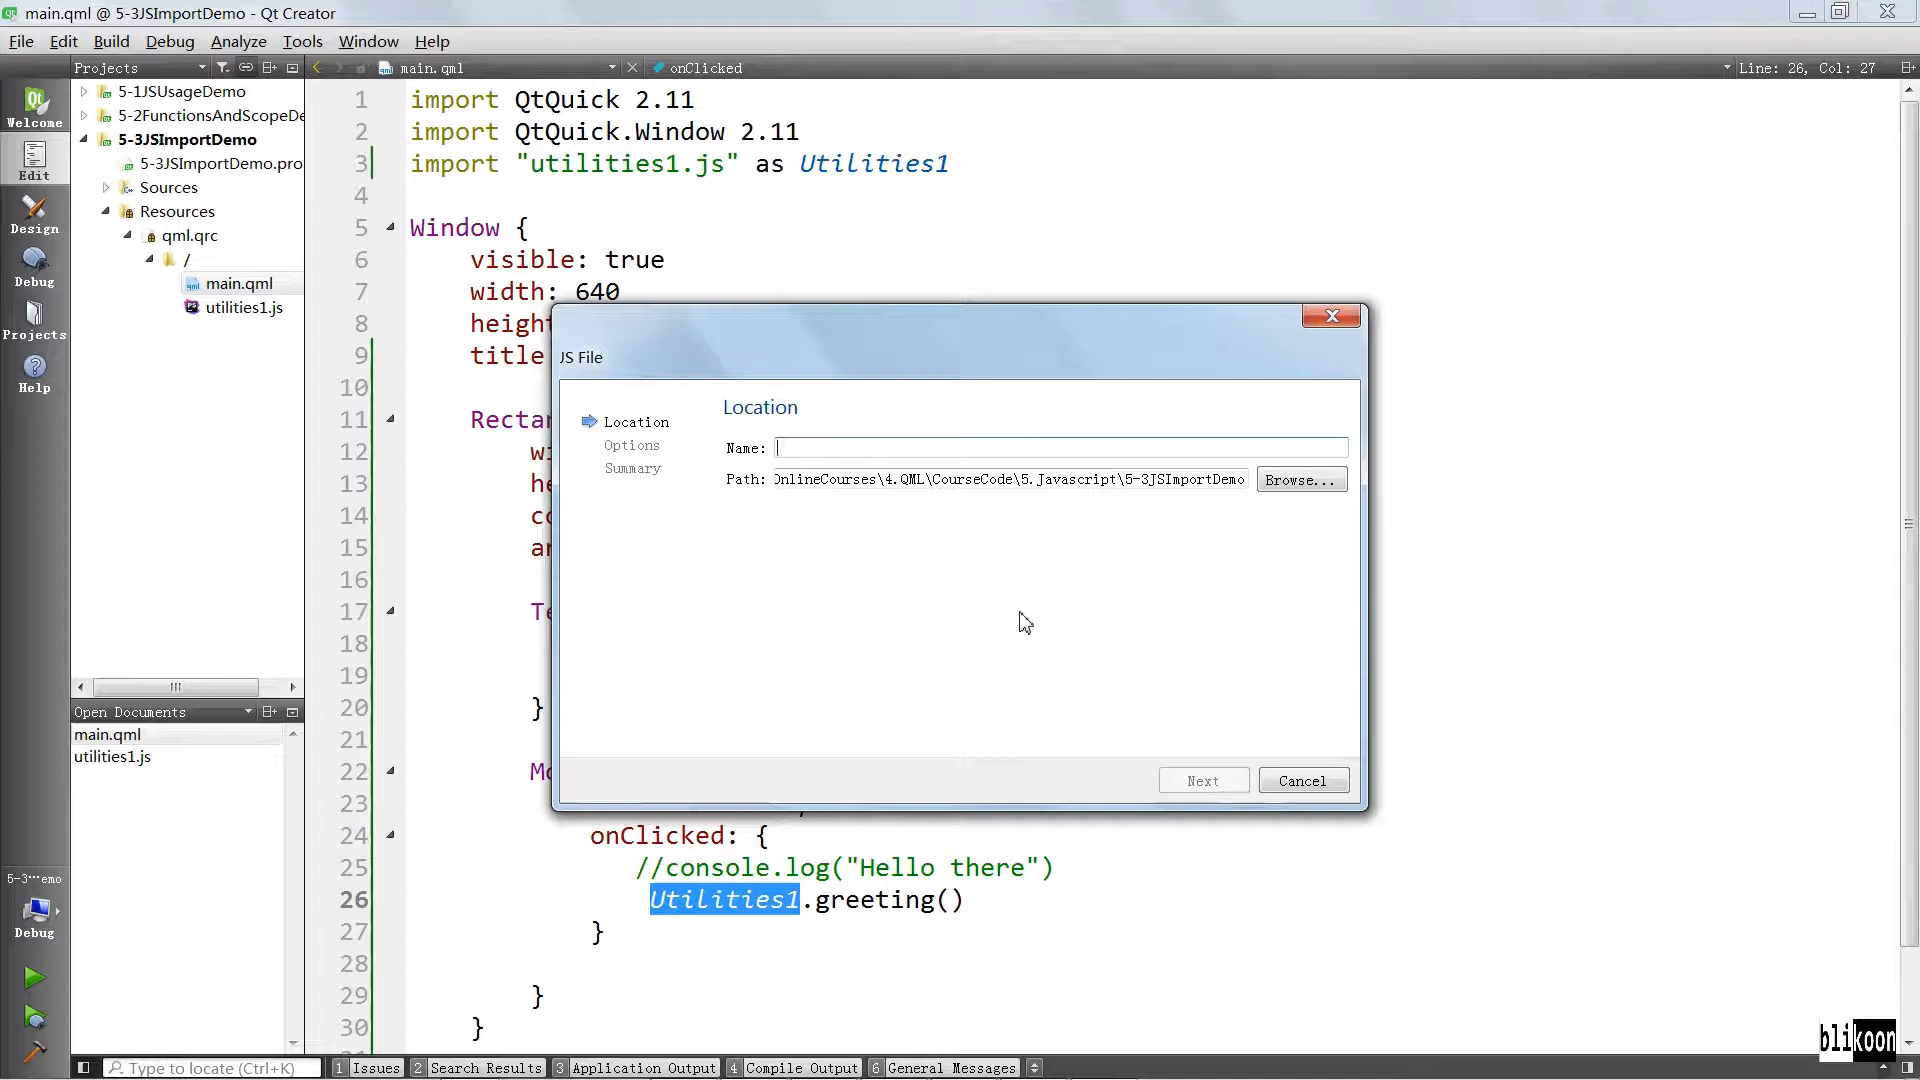 main.qml @ 5-3JSImportDemo - Qt Creator
File Edit Build Debug Analyze Tools Window Help
Projects
main.qml
onClicked
Line: 26, Col: 27
Welcome
Edit
Design
Debug
Projects
Help
5-3···emo
Debug
5-1JSUsageDemo
5-2FunctionsAndScopeDe
5-3JSImportDemo
5-3JSImportDemo.pro
Sources
Resources
qml.qrc
/
main.qml
utilities1.js
Open Documents
main.qml
utilities1.js
1 import QtQuick 2.11
2 import QtQuick.Window 2.11
3 import "utilities1.js" as Utilities1
4
5 Window {
6 visible: true
7 width: 640
8 height
9 title
10
11 Rectan
12 wi
13 he
14 co
15 an
16
17 Te
18
19
20 }
21
22 Mo
23
24 onClicked: {
25 //console.log("Hello there")
26 Utilities1.greeting()
27 }
28
29 }
30 }
JS File
Location
Options
Summary
Location
Name:
Path: OnlineCourses\4.QML\CourseCode\5.Javascript\5-3JSImportDemo
Browse...
Next
Cancel
blikoon
Type to locate (Ctrl+K)
1 Issues
2 Search Results
3 Application Output
4 Compile Output
6 General Messages